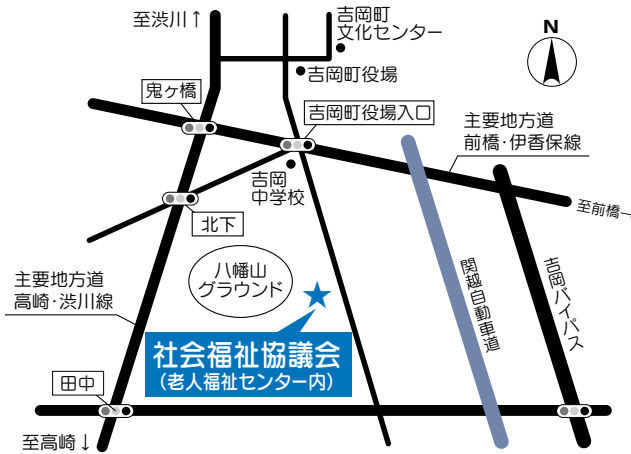 至渋川↑
吉岡町
文化センター
N
吉岡町役場
鬼ヶ橋
吉岡町役場入口
主要地方道
前橋・伊香保線
吉岡
中学校
至前橋→
北下
八幡山
グラウンド
主要地方道
高崎・渋川線
関越自動車道
吉岡バイパス
社会福祉協議会
（老人福祉センター内）
田中
至高崎↓